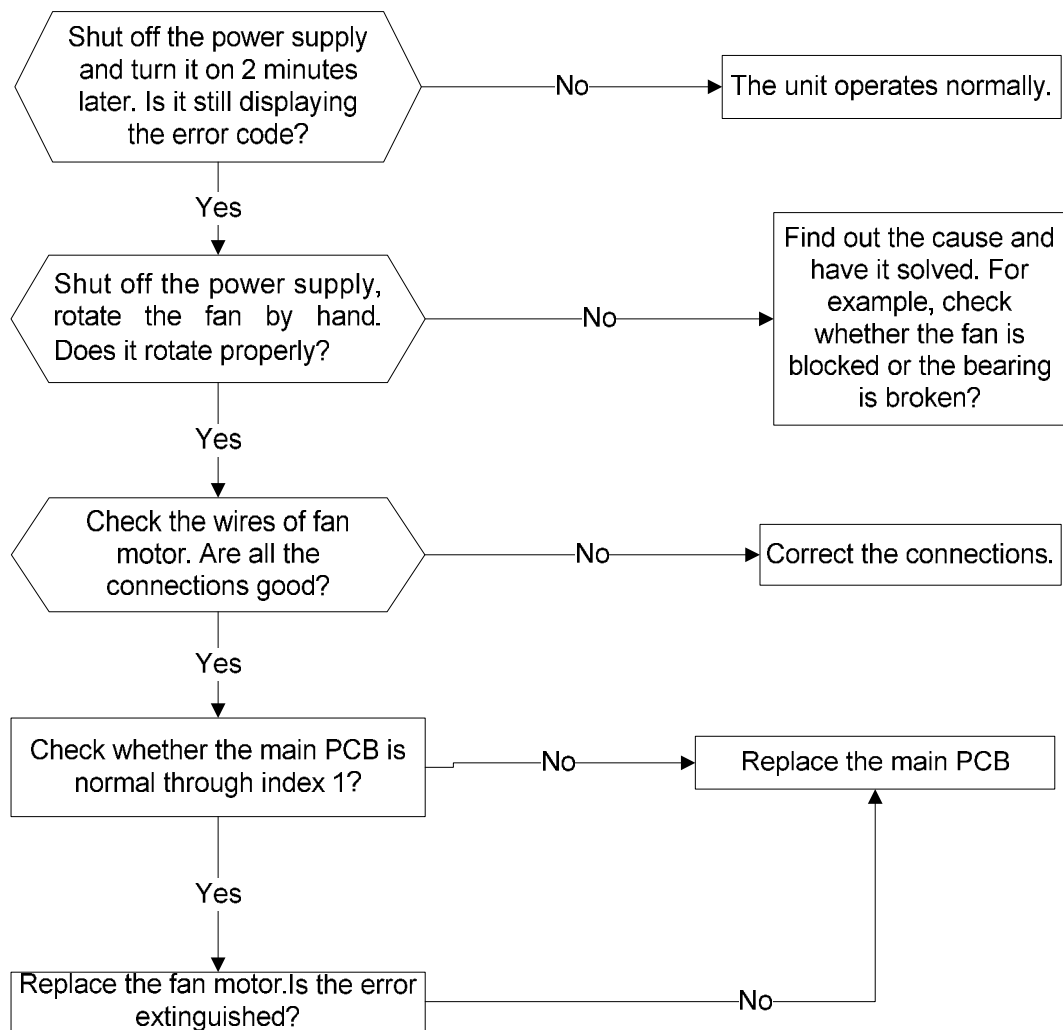 Shut off the power supply
and turn it on 2 minutes
later. Is it still displaying
the error code?
No
The unit operates normally.
Yes
Shut off the power supply,
rotate the fan by hand.
Does it rotate properly?
No
Find out the cause and
have it solved. For
example, check
whether the fan is
blocked or the bearing
is broken?
Yes
Check the wires of fan
motor. Are all the
connections good?
No
Correct the connections.
Yes
Check whether the main PCB is
normal through index 1?
No
Replace the main PCB
Yes
Replace the fan motor.Is the error
extinguished?
No